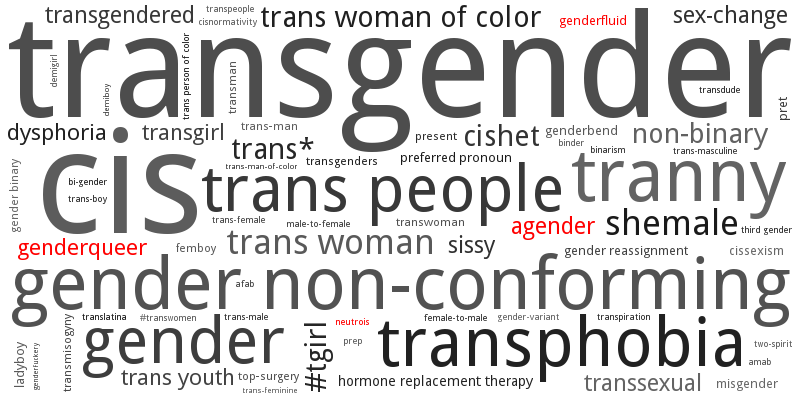 transgendered
transpeople
cisnormativity
trans woman of color
genderfluid
sex-change
transgender
demigirl
demiboy
trans person of color
transman
transdude
pret
dysphoria
transgirl
trans-man
trans*
present
cishet
genderbend
binder
non-binary
binarism
trans-masculine
cis
transgenders
preferred pronoun
trans-man-of-color
gender binary
bi-gender
trans-boy
trans people
tranny
trans-female
male-to-female
transwoman
agender
shemale
third gender
genderqueer
femboy
trans woman
sissy
gender reassignment
cissexism
gender non-conforming
afab
translatina
#transwomen
trans-male
neutrois
female-to-male
gender-variant
transpiration
ladyboy
genderfuckery
transmisogyny
gender
#tgirl
prep
transphobia
two-spirit
amab
trans youth
top-surgery
trans-feminine
hormone replacement therapy
transsexual
misgender